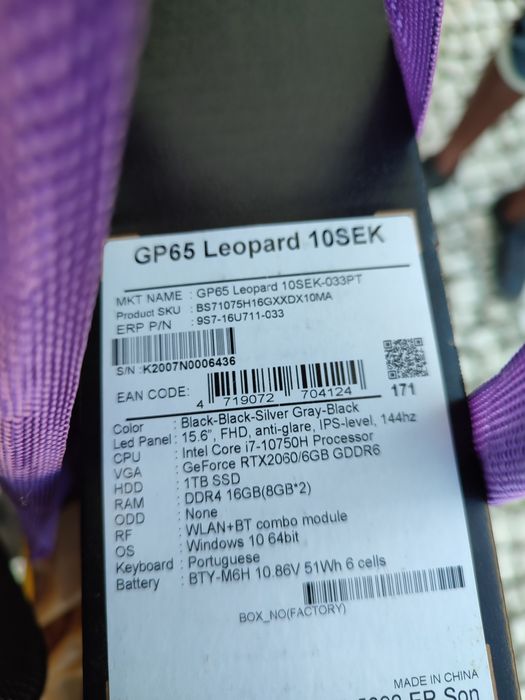 GP65 Leopard 10SEK
MKT NAME : GP65 Leopard 10SEK-033PT
Product SKU : BS71075H16GXXDX10MA
ERP P/N : 9S7-16U711-033
S/N :K2007N0006436
EAN CODE: 4 719072 704124
171
Color : Black-Black-Silver Gray-Black
Led Panel : 15.6", FHD, anti-glare, IPS-level, 144hz
CPU : Intel Core i7-10750H Processor
VGA : GeForce RTX2060/6GB GDDR6
HDD : 1TB SSD
RAM : DDR4 16GB(8GB*2)
ODD : None
RF : WLAN+BT combo module
OS : Windows 10 64bit
Keyboard : Portuguese
Battery : BTY-M6H 10.86V 51Wh 6 cells
BOX_NO(FACTORY)
MADE IN CHINA